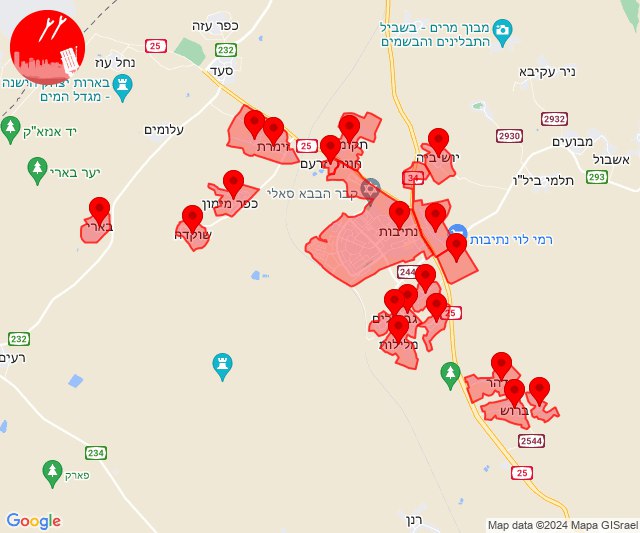 כפר עזה
מבוך מרים - בשביל
התבלינים והבשמים
25
232
נחל עוז
סעד
ניר עקיבא
בארות יצחק הישנה
- מגדל המים
2932
יד אנזא"ק
עלומים
2930
מבועים
זימרת
25
תקומה
יושיביה
אשבול
יער בארי
34
תלמי ביל"ו
293
קבר הבבא סאלי
כפר מימון
בארי
שוקדה
נתיבות
רמי לוי נתיבות
244
25
מלילות
232
רעים
ברוש
2544
234
25
פארק
רנן
Google
Map data ©2024 Mapa GISrael